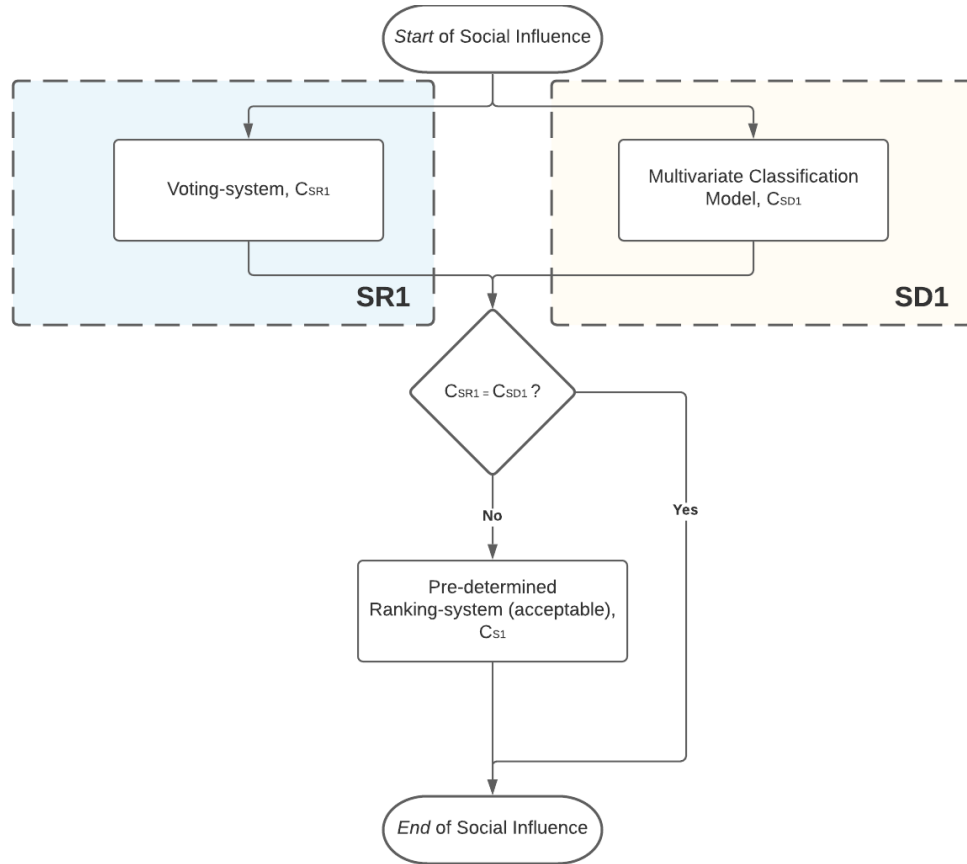 Start of Social Influence
Voting-system, CSR1
Multivariate Classification
Model, CSD1
SR1
SD1
CSR1 = CSD1 ?
No
Yes
Pre-determined
Ranking-system (acceptable),
CS1
End of Social Influence